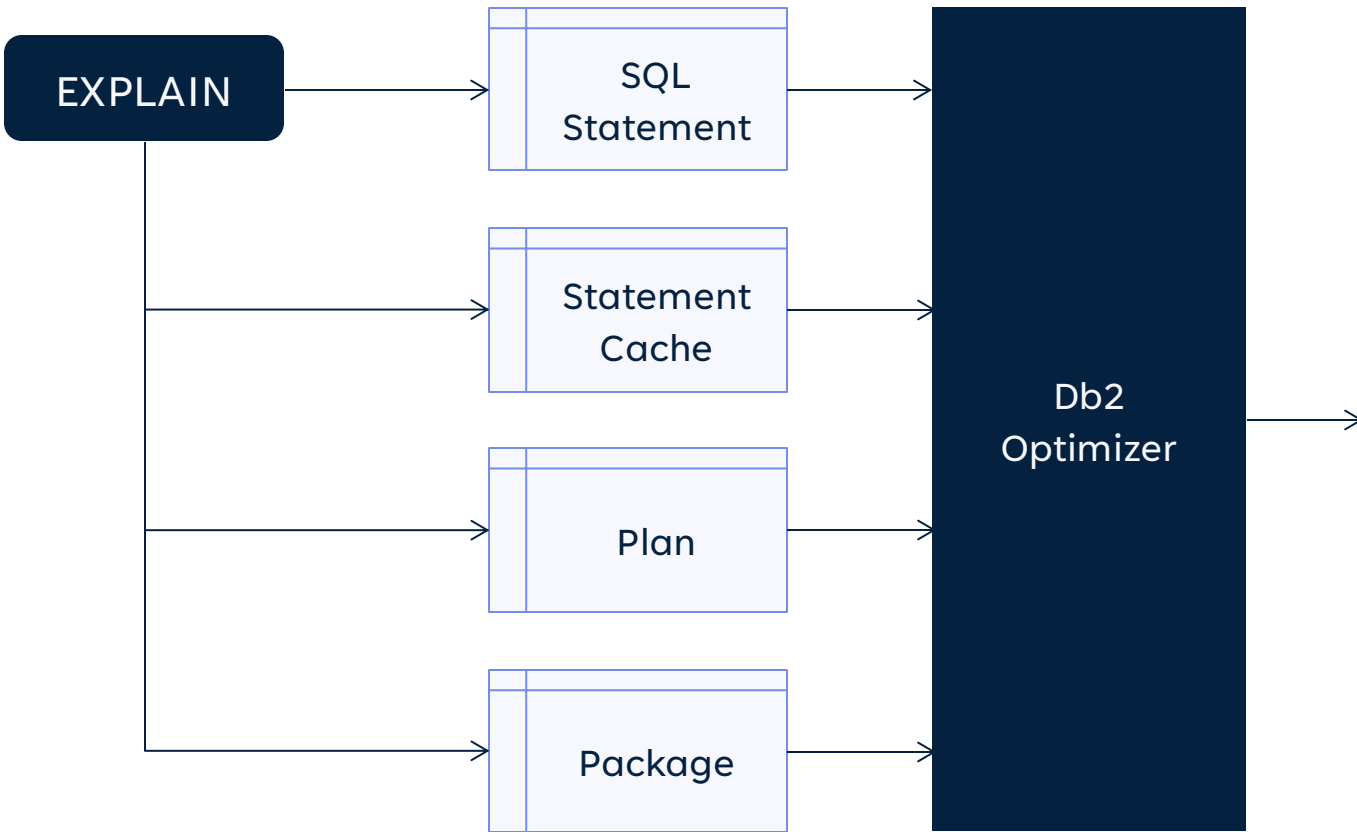 EXPLAIN
SQL
Statement
Statement
Cache
Plan
Package
Db2
Optimizer